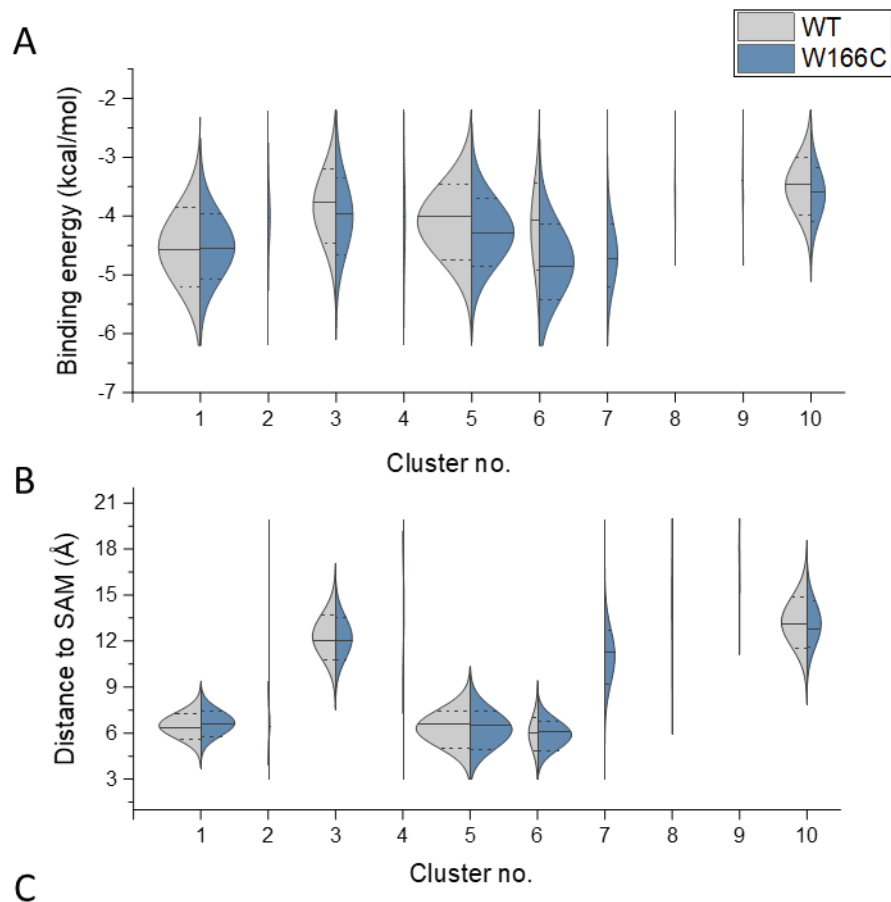 A
WT
W166C
Binding energy (kcal/mol)
-2
-3
-4
-5
-6
-7
1 2 3 4 5 6 7 8 9 10
Cluster no.
B
Distance to SAM (Å)
21
18
15
12
9
6
3
1 2 3 4 5 6 7 8 9 10
Cluster no.
C